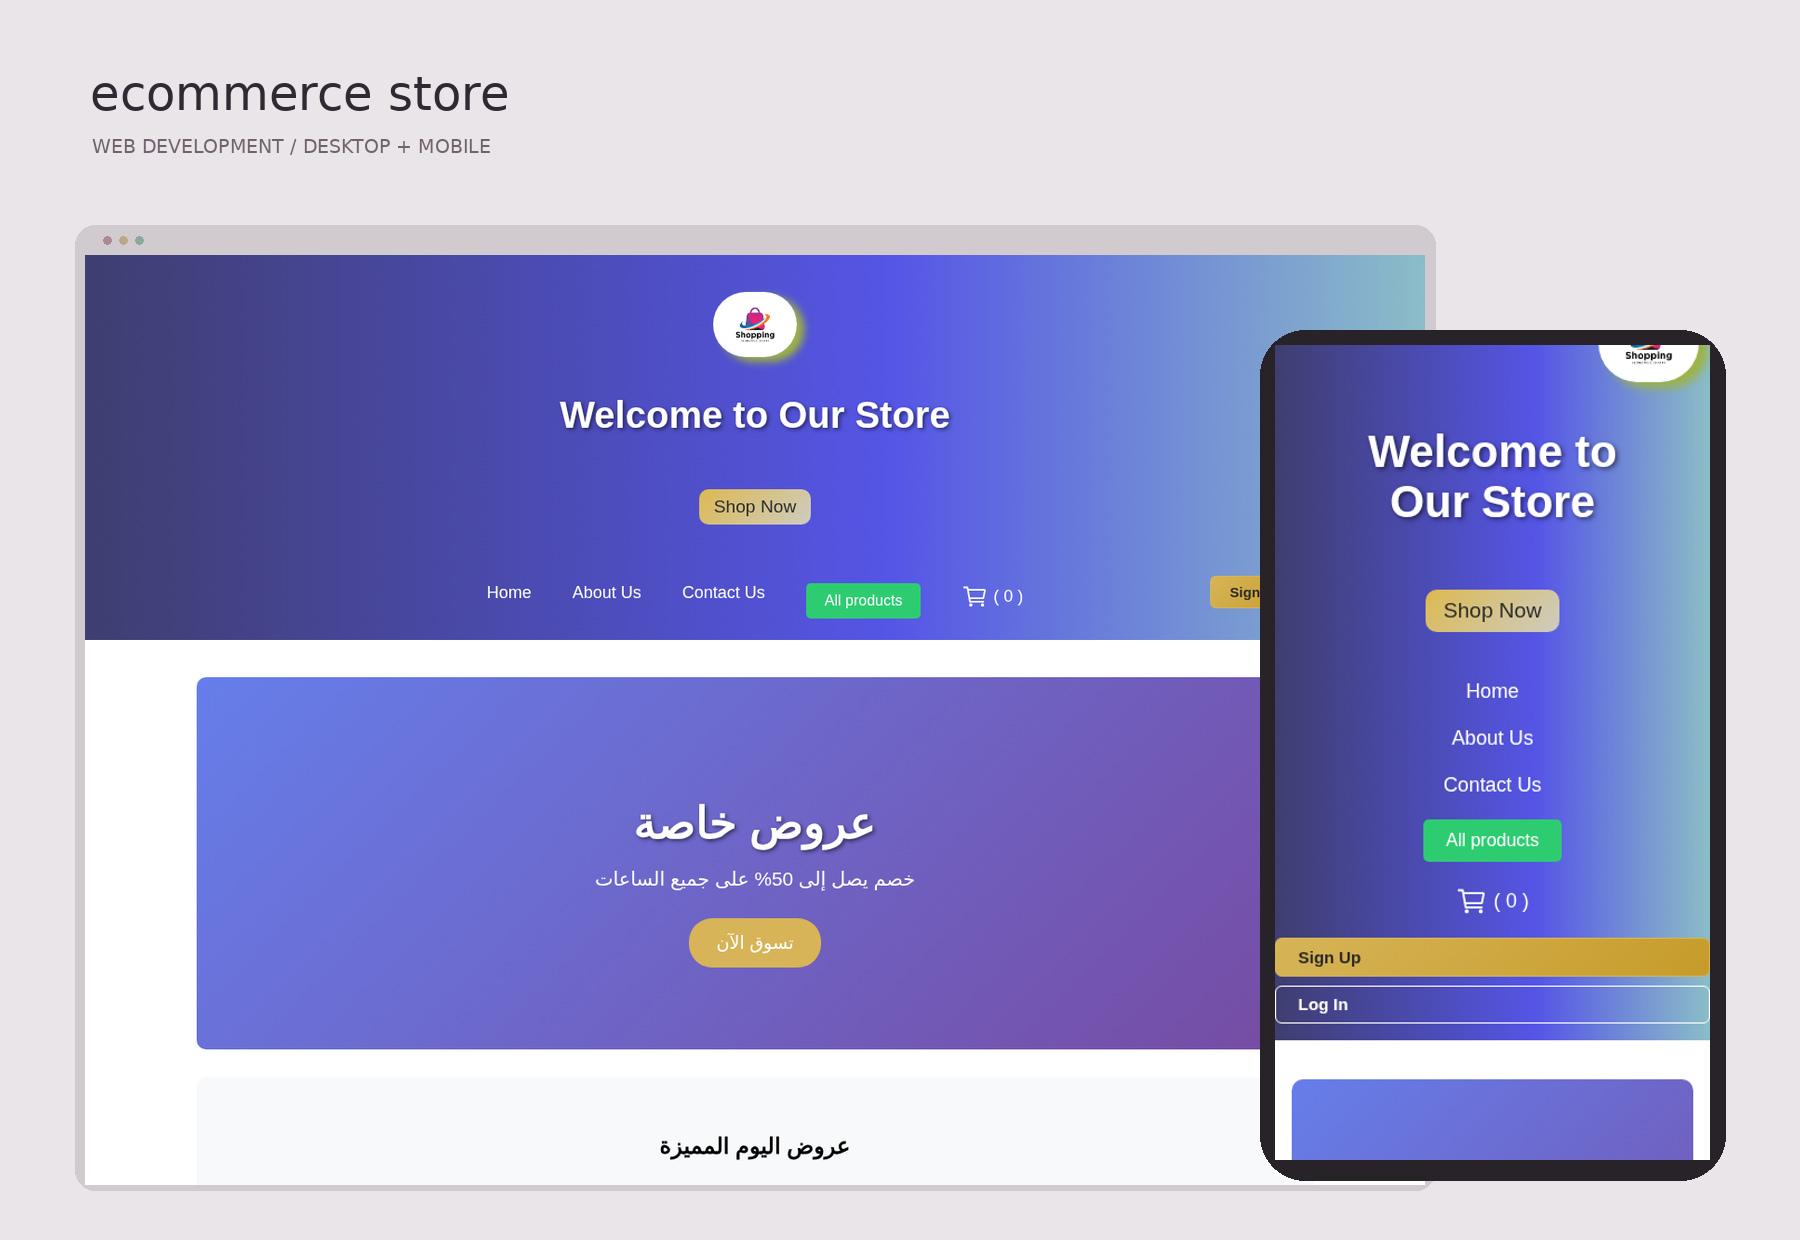 ecommerce store
WEB DEVELOPMENT / DESKTOP + MOBILE
Shopping
Welcome to Our Store
Shop Now
Home
About Us
Contact Us
All products
( 0 )
Sign
عروض خاصة
خصم يصل إلى 50% على جميع الساعات
تسوق الآن
عروض اليوم المميزة
Shopping
Welcome to
Our Store
Shop Now
Home
About Us
Contact Us
All products
( 0 )
Sign Up
Log In